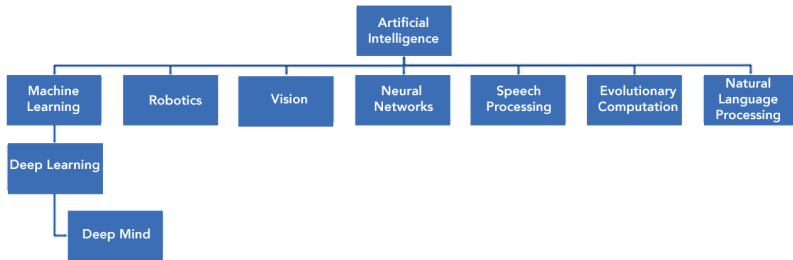 Artificial
Intelligence
Machine
Learning
Robotics
Vision
Neural
Networks
Speech
Processing
Evolutionary
Computation
Natural
Language
Processing
Deep Learning
Deep Mind